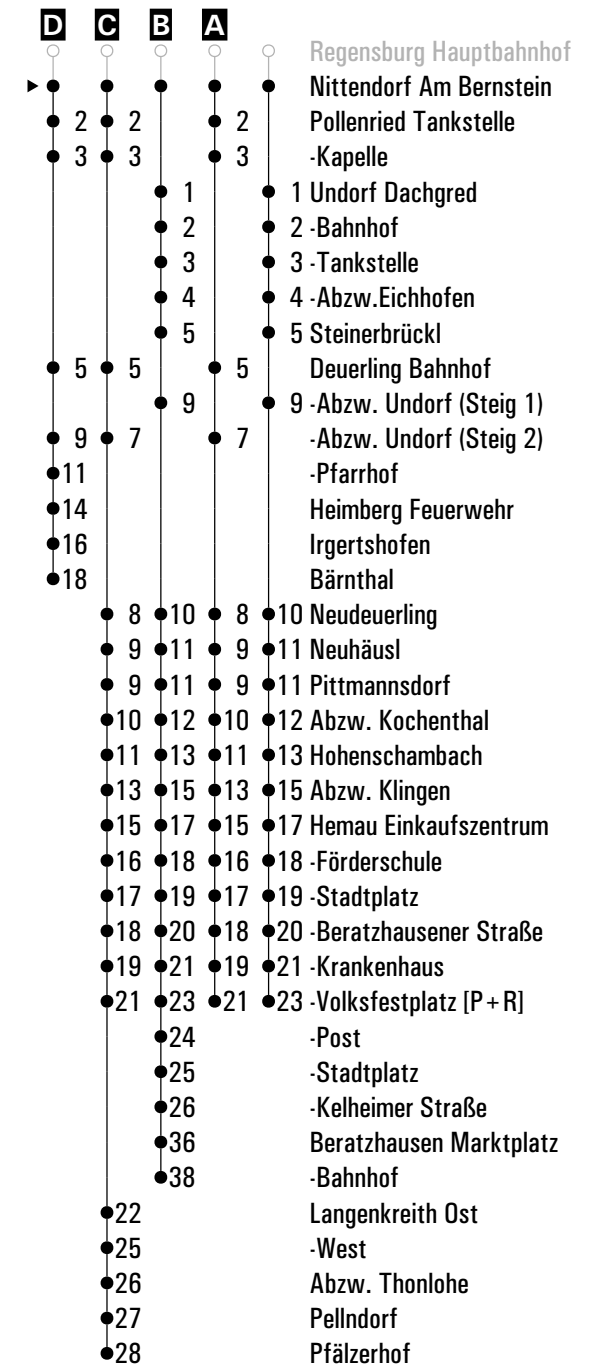 D C B A
Regensburg Hauptbahnhof
Nittendorf Am Bernstein
2 2 2 Pollenried Tankstelle
3 3 3 -Kapelle
1 1 Undorf Dachgred
2 2 -Bahnhof
3 3 -Tankstelle
4 4 -Abzw.Eichhofen
5 5 Steinerbrückl
5 5 5 Deuerling Bahnhof
9 9 -Abzw. Undorf (Steig 1)
9 7 7 -Abzw. Undorf (Steig 2)
11 -Pfarrhof
14 Heimberg Feuerwehr
16 Irgertshofen
18 Bärnthal
8 10 8 10 Neudeuerling
9 11 9 11 Neuhäusl
9 11 9 11 Pittmannsdorf
10 12 10 12 Abzw. Kochenthal
11 13 11 13 Hohenschambach
13 15 13 15 Abzw. Klingen
15 17 15 17 Hemau Einkaufszentrum
16 18 16 18 -Förderschule
17 19 17 19 -Stadtplatz
18 20 18 20 -Beratzhausener Straße
19 21 19 21 -Krankenhaus
21 23 21 23 -Volksfestplatz [P+R]
24 -Post
25 -Stadtplatz
26 -Kelheimer Straße
36 Beratzhausen Marktplatz
38 -Bahnhof
22 Langenkreith Ost
25 -West
26 Abzw. Thonlohe
27 Pellndorf
28 Pfälzerhof